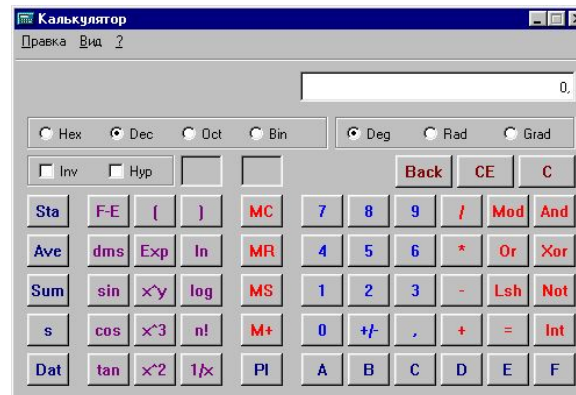 Калькулятор
Правка Вид ?
0,
Hex Dec Oct Bin Deg Rad Grad
Inv Hyp Back CE C
Sta F-E ( ) MC 7 8 9 / Mod And
Ave dms Exp ln MR 4 5 6 * Or Xor
Sum sin x^y log MS 1 2 3 - Lsh Not
s cos x^3 n! M+ 0 +/- , + = Int
Dat tan x^2 1/x PI A B C D E F